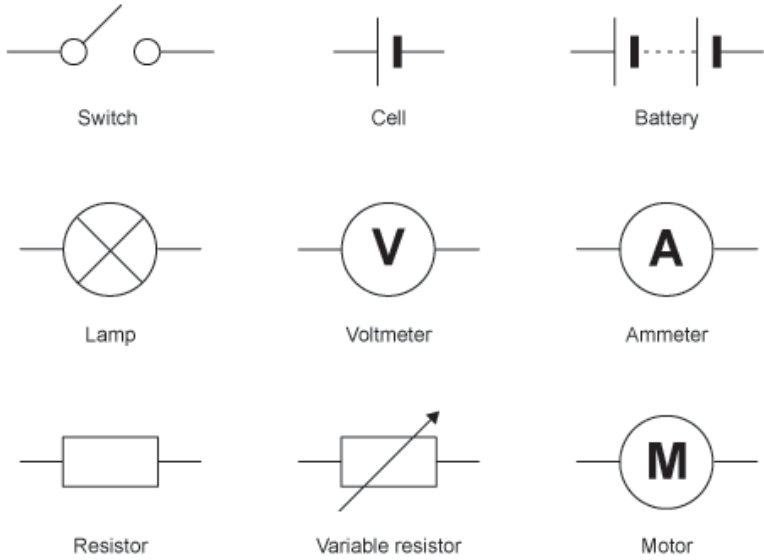 Switch
Cell
Battery
V
A
Lamp
Voltmeter
Ammeter
M
Resistor
Variable resistor
Motor